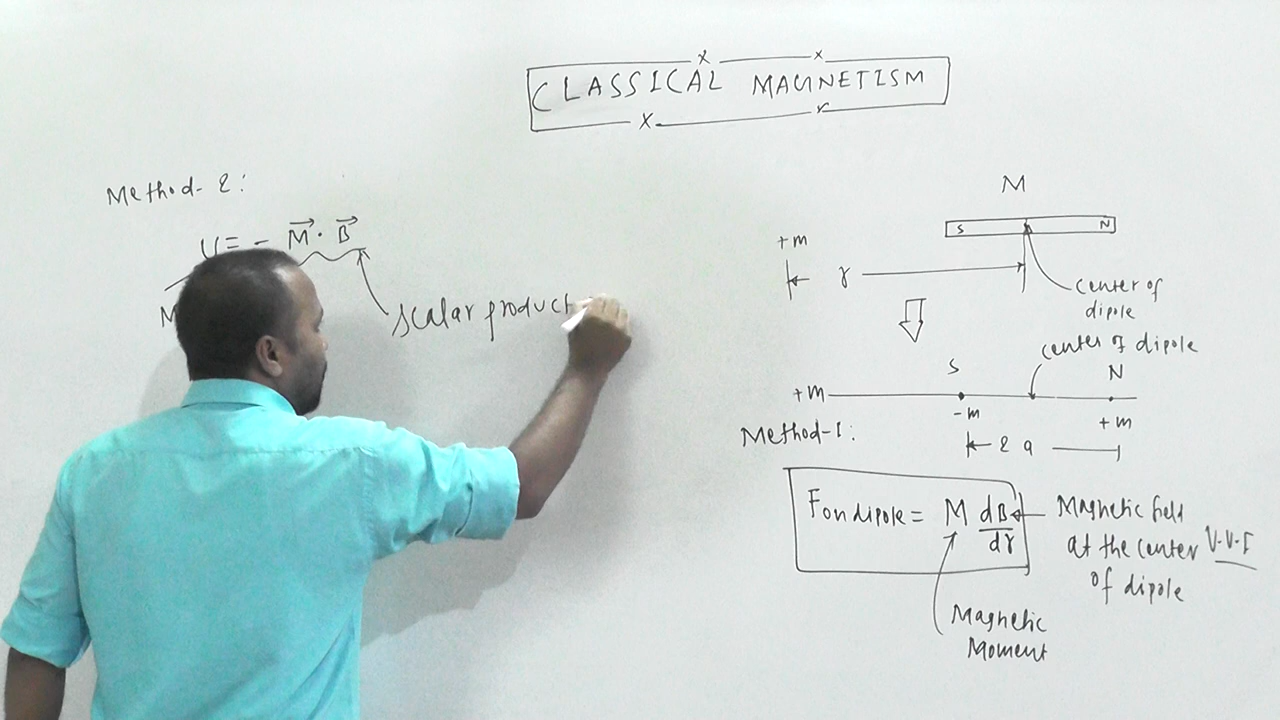 CLASSICAL MAGNETISM
Method-2:
U = - M · B
M
scalar product
M
S N
+m
r
center of
dipole
center of dipole
S
N
+m
-m
+m
2a
Method-1:
F on dipole = M dB/dr
Magnetic field
at the center
of dipole
V.V.I
Magnetic
Moment